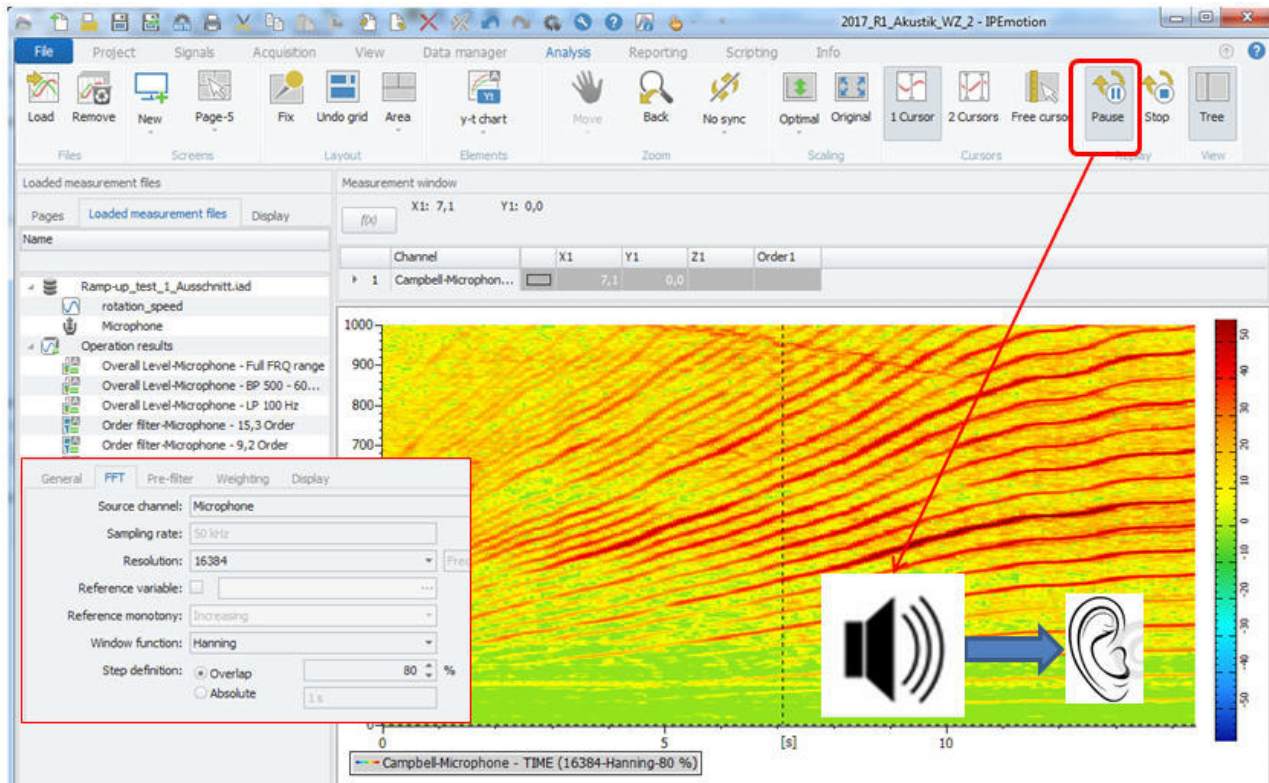 2017_R1_Akustik_WZ_2 - IPEmotion
File Project Signals Acquisition View Data manager Analysis Reporting Scripting Info
Load Remove New Page-5 Fix Undo grid Area y-t chart Move Back No sync Optimal Original 1 Cursor 2 Cursors Free cursor Pause Stop Tree
Files Screens Layout Elements Zoom Scaling Cursors Replay View
Loaded measurement files
Pages Loaded measurement files Display
Name
Ramp-up_test_1_Ausschnitt.iad
rotation_speed
Microphone
Operation results
Overall Level-Microphone - Full FRQ range
Overall Level-Microphone - BP 500 - 60...
Overall Level-Microphone - LP 100 Hz
Order filter-Microphone - 15,3 Order
Order filter-Microphone - 9,2 Order
General FFT Pre-filter Weighting Display
Source channel: Microphone
Sampling rate: 50 kHz
Resolution: 16384
Reference variable: ...
Reference monotony: Increasing
Window function: Hanning
Step definition: Overlap 80 %
Absolute 1 s
Measurement window
f(x) X1: 7,1 Y1: 0,0
Channel X1 Y1 Z1 Order1
1 Campbell-Microphon... 7,1 0,0
1000
900
800
700
0
0 5 [s] 10
50
40
30
20
10
0
-10
-20
-30
-40
-50
Campbell-Microphone - TIME (16384-Hanning-80 %)